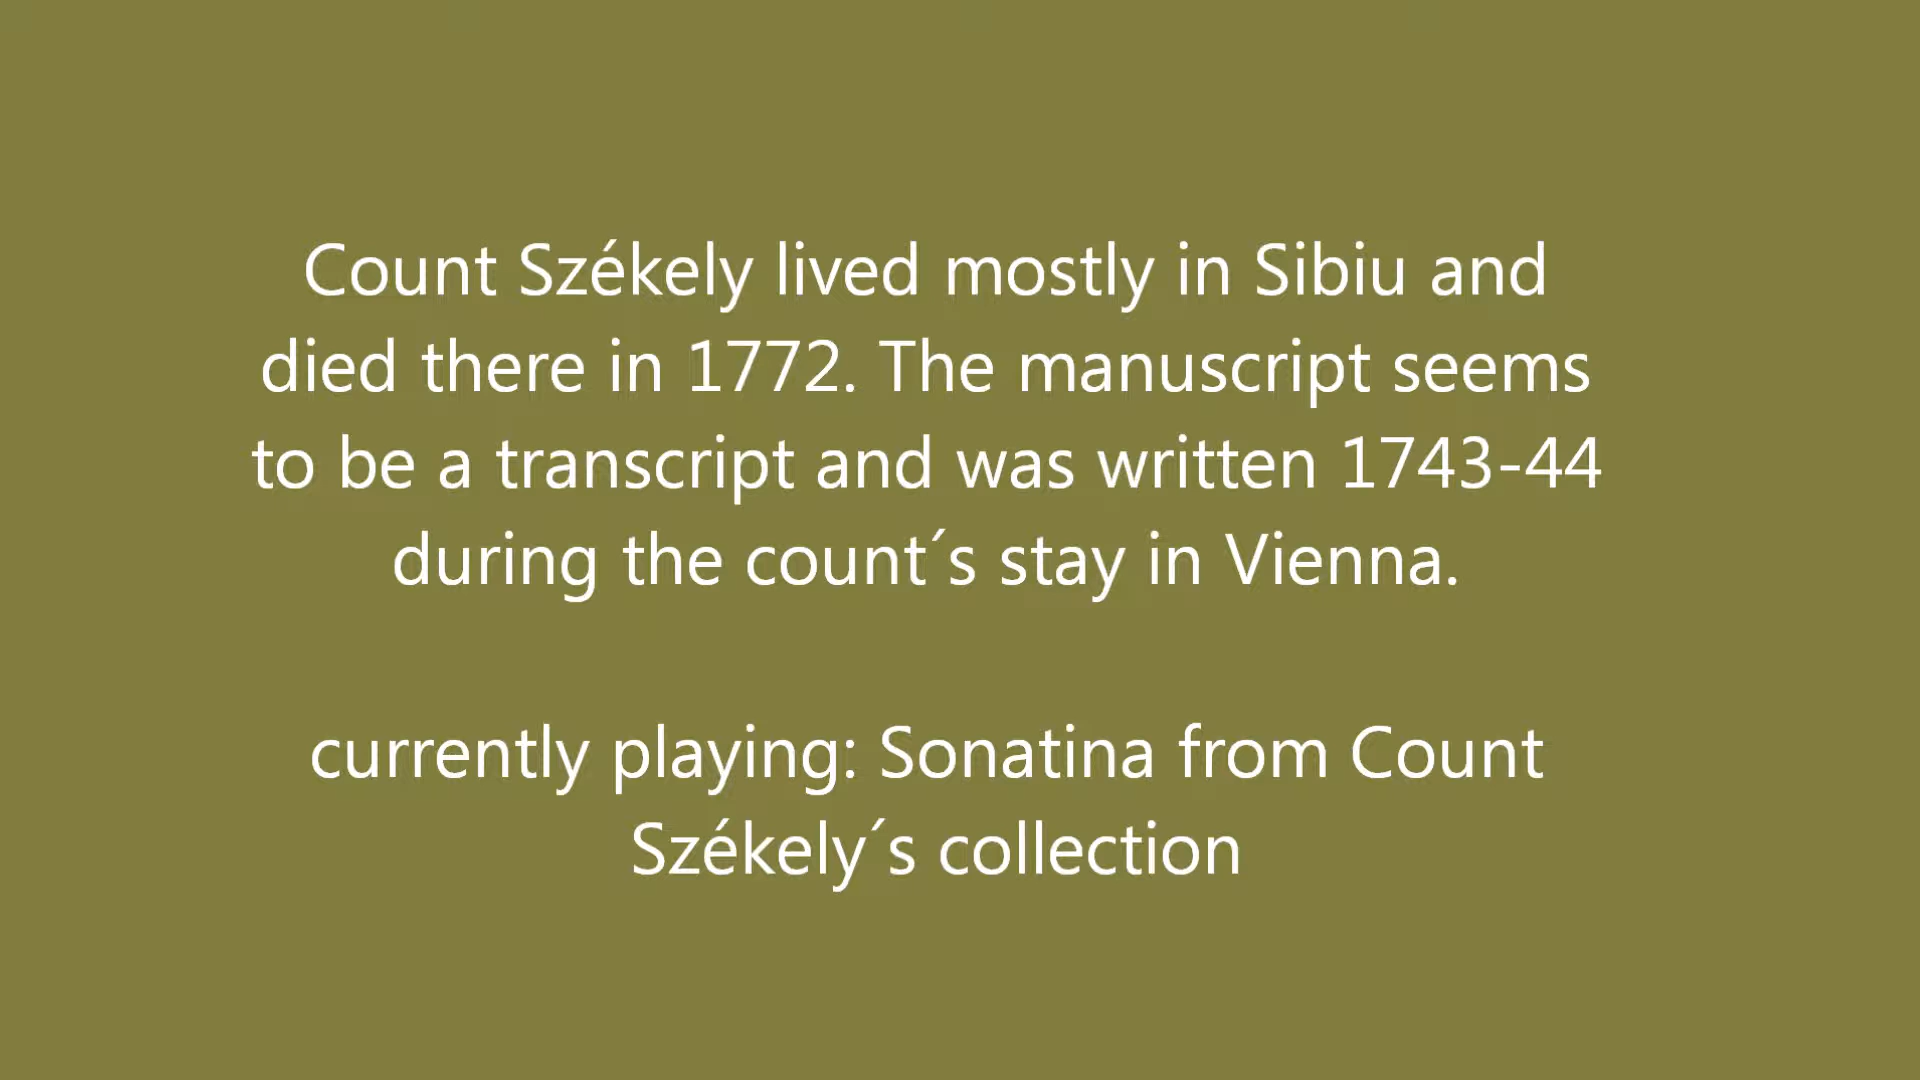 Count Székely lived mostly in Sibiu and
died there in 1772. The manuscript seems
to be a transcript and was written 1743-44
during the count´s stay in Vienna.
currently playing: Sonatina from Count
Székely´s collection